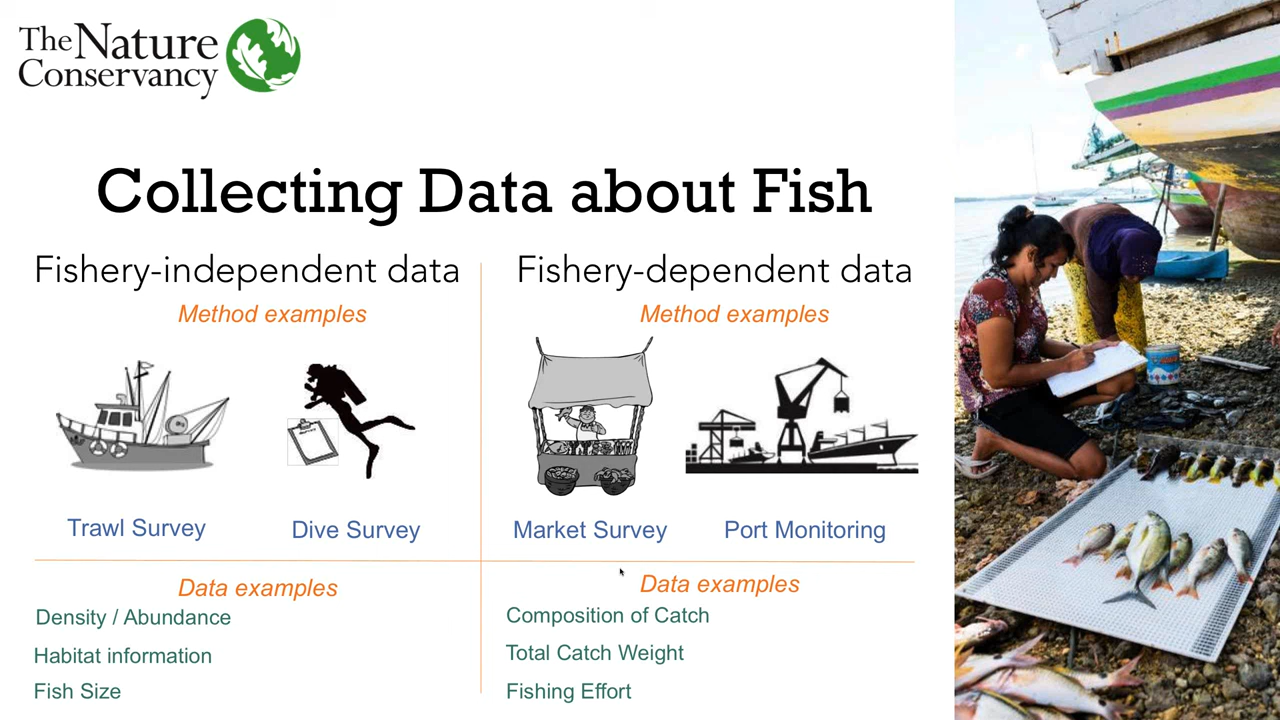 The Nature
Conservancy
Collecting Data about Fish
Fishery-independent data
Method examples
Trawl Survey
Dive Survey
Data examples
Density / Abundance
Habitat information
Fish Size
Fishery-dependent data
Method examples
Market Survey
Port Monitoring
Data examples
Composition of Catch
Total Catch Weight
Fishing Effort